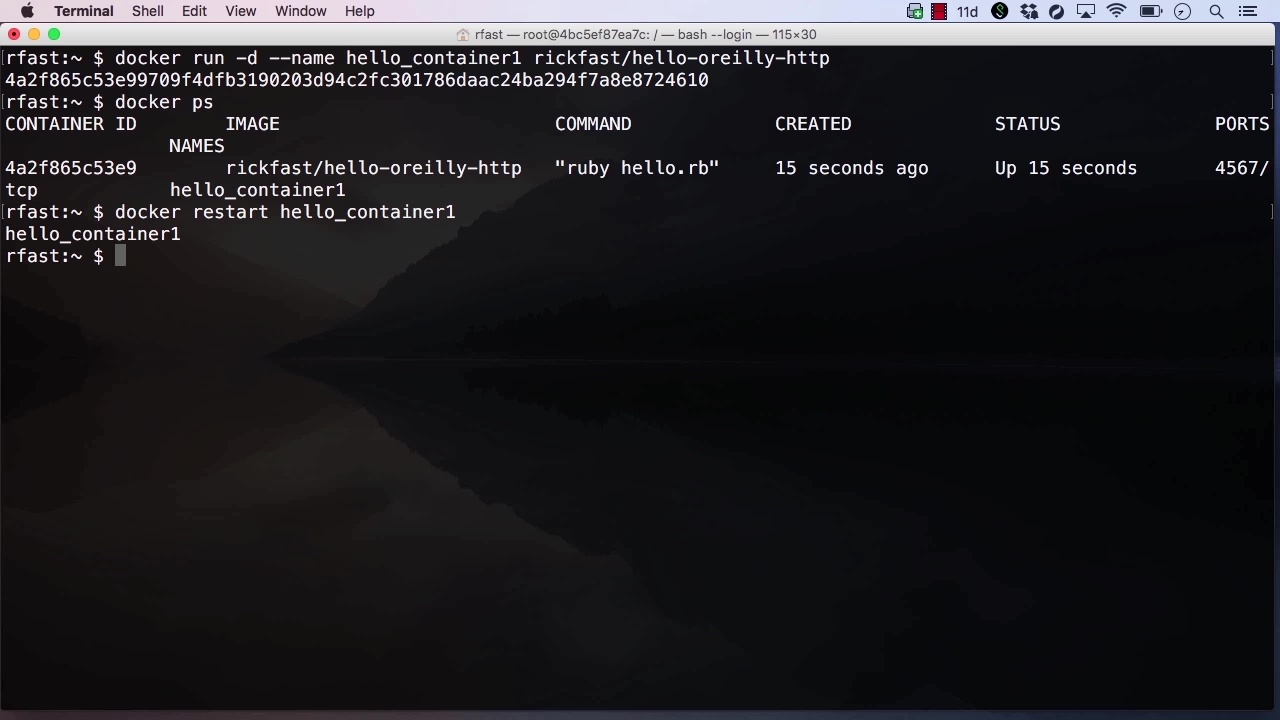 Terminal Shell Edit View Window Help 11d
rfast — root@4bc5ef87ea7c: / — bash --login — 115×30
rfast:~ $ docker run -d --name hello_container1 rickfast/hello-oreilly-http
4a2f865c53e99709f4dfb3190203d94c2fc301786daac24ba294f7a8e8724610
rfast:~ $ docker ps
CONTAINER ID        IMAGE                         COMMAND             CREATED             STATUS              PORTS
               NAMES
4a2f865c53e9        rickfast/hello-oreilly-http   "ruby hello.rb"     15 seconds ago      Up 15 seconds       4567/
tcp            hello_container1
rfast:~ $ docker restart hello_container1
hello_container1
rfast:~ $